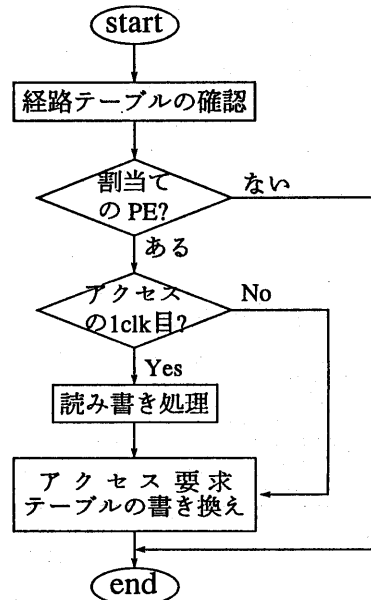 start
経路テーブルの確認
割当て
のPE?
ない
ある
アクセス
の1clk目?
No
Yes
読み書き処理
アクセス要求
テーブルの書き換え
end